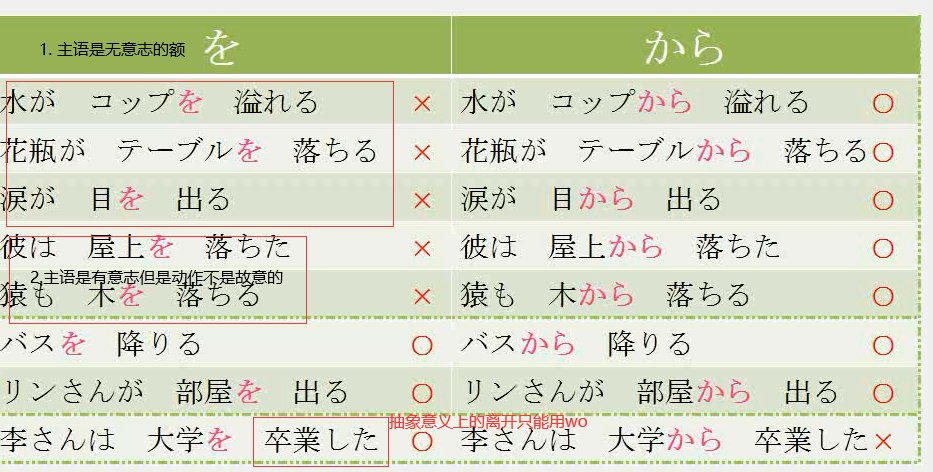 1. 主语是无意志的额 を から
水が コップを 溢れる × 水が コップから 溢れる ○
花瓶が テーブルを 落ちる × 花瓶が テーブルから 落ちる○
涙が 目を 出る × 涙が 目から 出る ○
彼は 屋上を 落ちた × 彼は 屋上から 落ちた ○
2.主语是有意志但是动作不是故意的
猿も 木を 落ちる × 猿も 木から 落ちる ○
バスを 降りる ○ バスから 降りる ○
リンさんが 部屋を 出る ○ リンさんが 部屋から 出る ○
抽象意义上的离开只能用wo
李さんは 大学を 卒業した ○ 李さんは 大学から 卒業した×